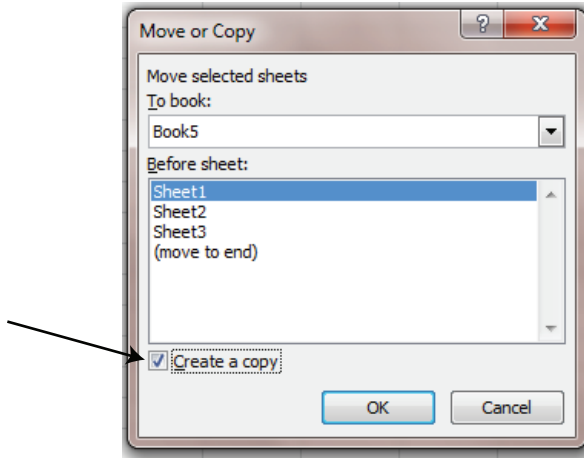 Move or Copy
Move selected sheets
To book:
Book5
Before sheet:
Sheet1
Sheet2
Sheet3
(move to end)
Create a copy
OK Cancel